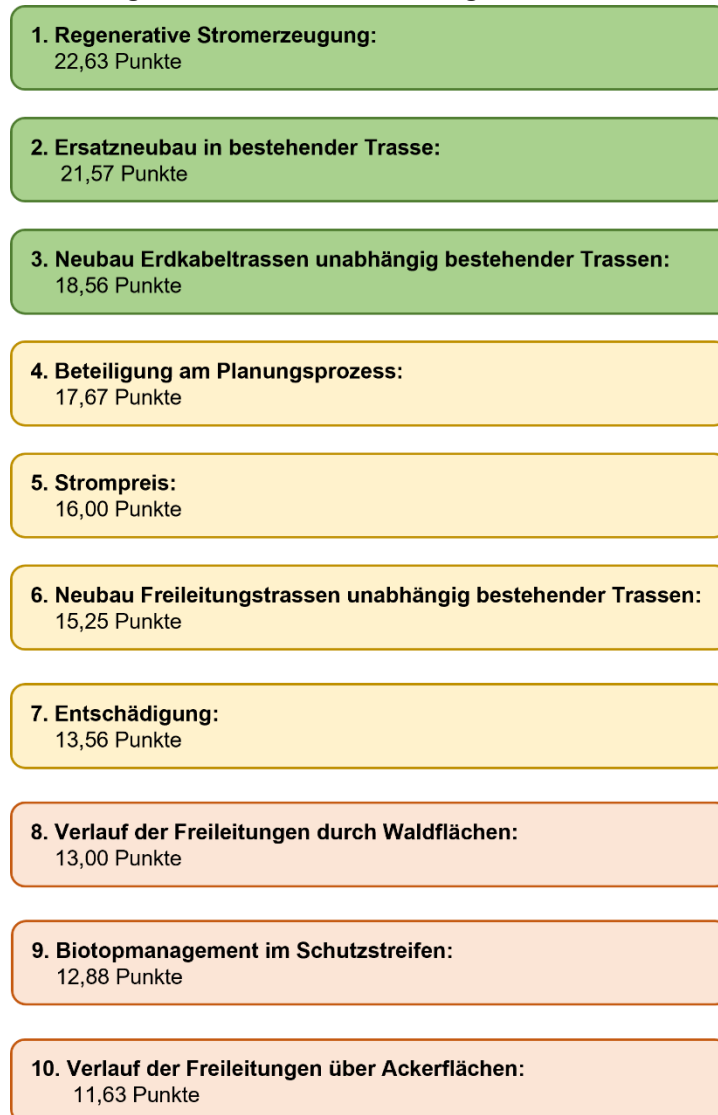 1. Regenerative Stromerzeugung:
22,63 Punkte
2. Ersatzneubau in bestehender Trasse:
21,57 Punkte
3. Neubau Erdkabeltrassen unabhängig bestehender Trassen:
18,56 Punkte
4. Beteiligung am Planungsprozess:
17,67 Punkte
5. Strompreis:
16,00 Punkte
6. Neubau Freileitungstrassen unabhängig bestehender Trassen:
15,25 Punkte
7. Entschädigung:
13,56 Punkte
8. Verlauf der Freileitungen durch Waldflächen:
13,00 Punkte
9. Biotopmanagement im Schutzstreifen:
12,88 Punkte
10. Verlauf der Freileitungen über Ackerflächen:
11,63 Punkte